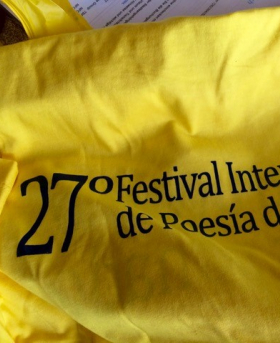 27º Festival Inte
de Poesía d